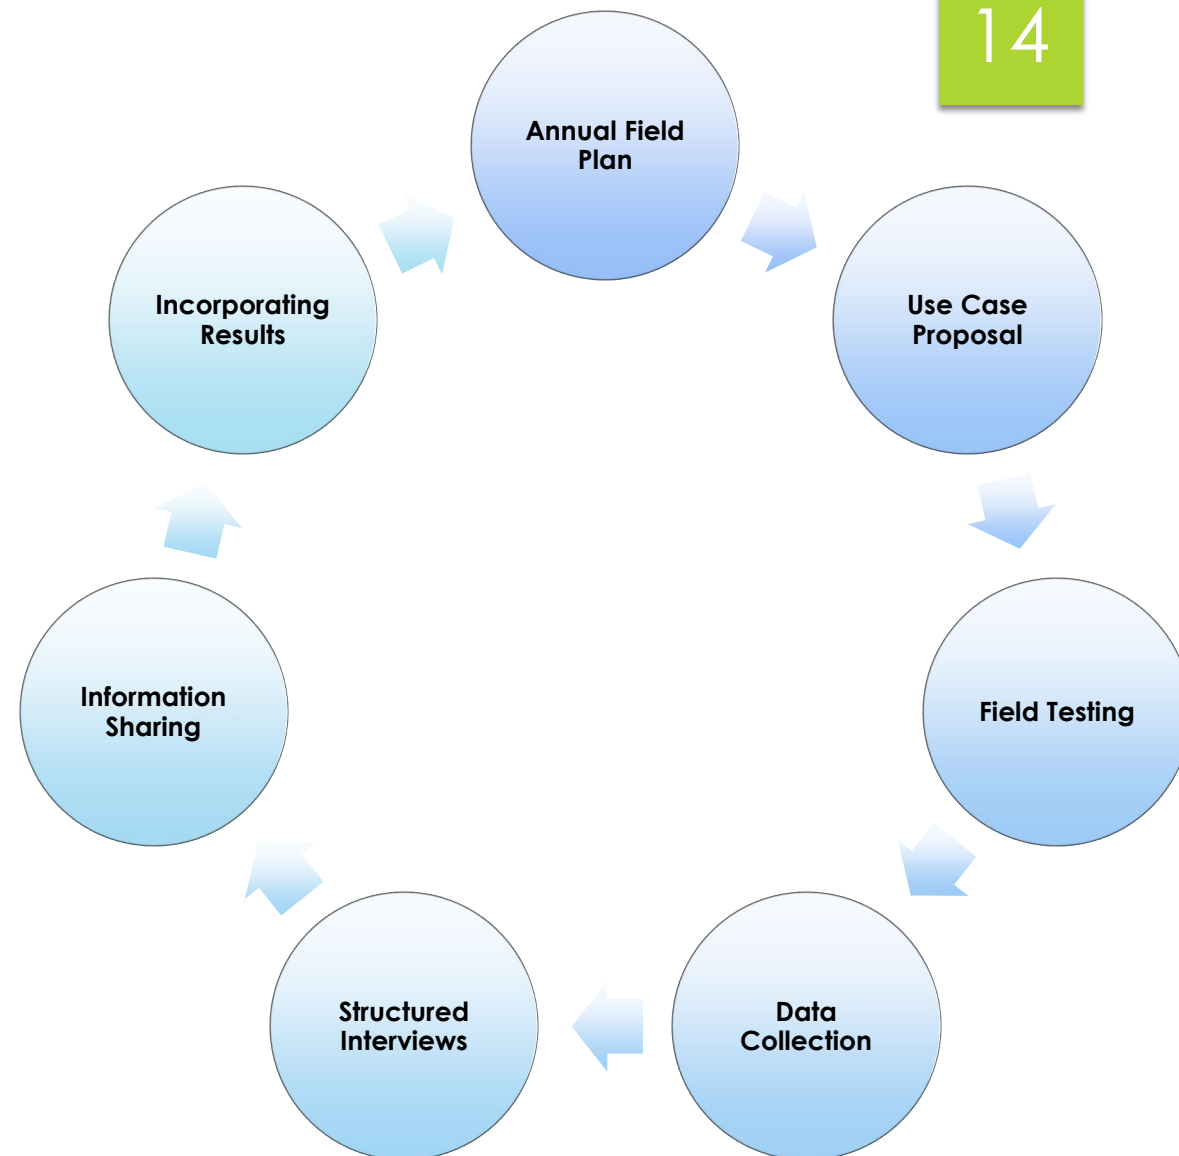 14
Annual Field
Plan
Use Case
Proposal
Field Testing
Data
Collection
Structured
Interviews
Information
Sharing
Incorporating
Results